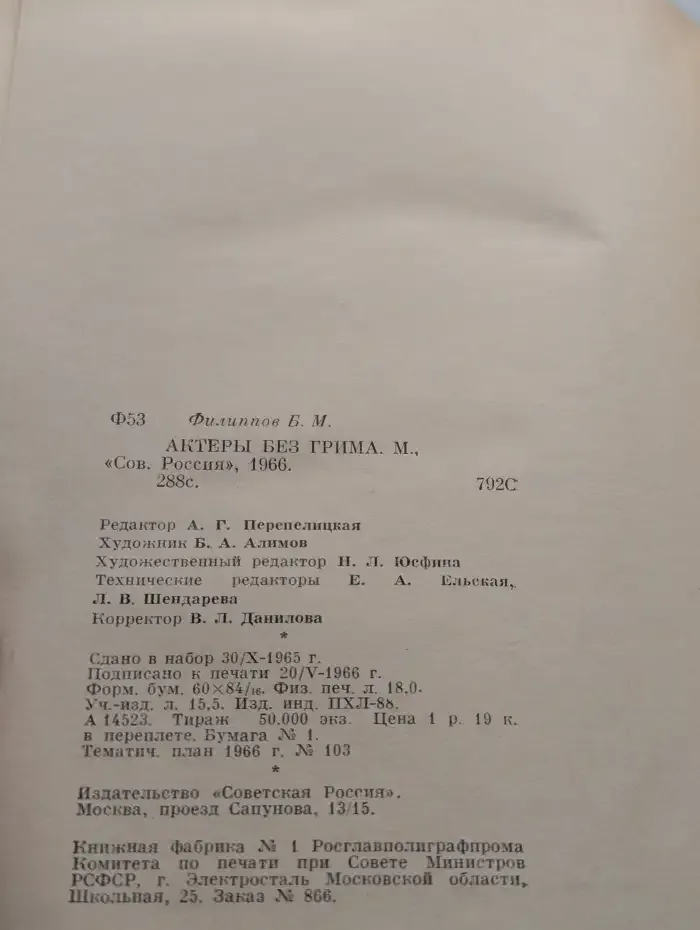 Ф53 Филиппов Б. М.
АКТЕРЫ БЕЗ ГРИМА. М.,
«Сов. Россия», 1966.
288с. 792С
Редактор А. Г. Перепелицкая
Художник Б. А. Алимов
Художественный редактор Н. Л. Юсфина
Технические редакторы Е. А. Ельская,
Л. В. Шендарева
Корректор В. Л. Данилова
*
Сдано в набор 30/X-1965 г.
Подписано к печати 20/V-1966 г.
Форм. бум. 60×84/16. Физ. печ. л. 18,0.
Уч.-изд. л. 15,5. Изд. инд. ПХЛ-88.
А 14523. Тираж 50.000 экз. Цена 1 р. 19 к.
в переплете. Бумага № 1.
Тематич. план 1966 г. № 103
*
Издательство «Советская Россия».
Москва, проезд Сапунова, 13/15.
Книжная фабрика № 1 Росглавполиграфпрома
Комитета по печати при Совете Министров
РСФСР, г. Электросталь Московской области,
Школьная, 25. Заказ № 866.